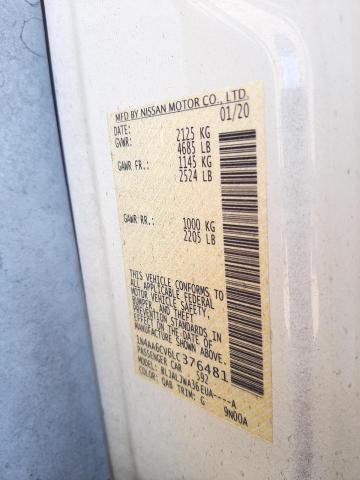 MFD BY NISSAN MOTOR CO., LTD.
DATE: 01/20
GVWR: 2125 KG
4685 LB
GAWR FR.: 1145 KG
2524 LB
GAWR RR.: 1000 KG
2205 LB
THIS VEHICLE CONFORMS TO
ALL APPLICABLE FEDERAL
MOTOR VEHICLE SAFETY,
BUMPER, AND THEFT
PREVENTION STANDARDS IN
EFFECT ON THE DATE OF
MANUFACTURE SHOWN ABOVE.
1N4AA6CV6LC376481
PASSENGER CAR 592
COLOR: QAB TRIM: G 9N00A